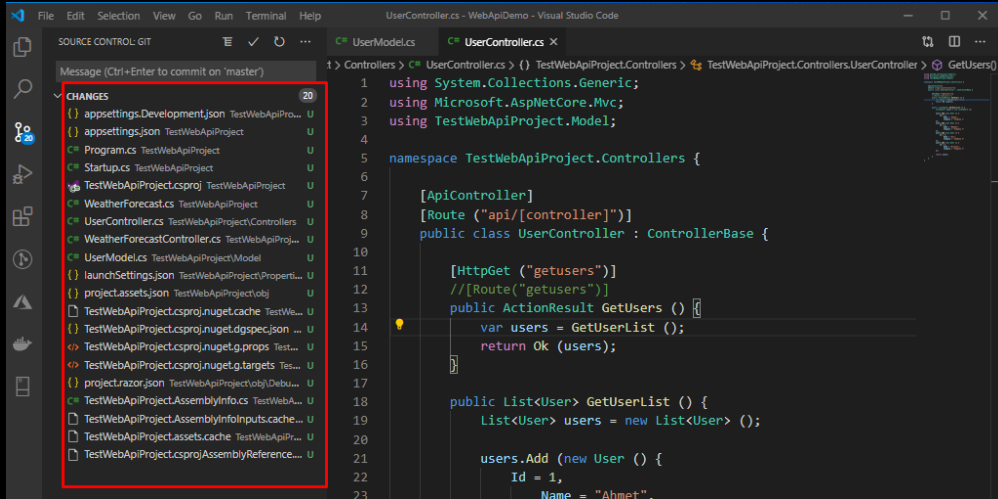 File Edit Selection View Go Run Terminal Help
UserController.cs - WebApiDemo - Visual Studio Code
SOURCE CONTROL: GIT
Message (Ctrl+Enter to commit on 'master')
CHANGES 20
appsettings.Development.json TestWebApiPro... U
appsettings.json TestWebApiProject U
Program.cs TestWebApiProject U
Startup.cs TestWebApiProject U
TestWebApiProject.csproj TestWebApiProject U
WeatherForecast.cs TestWebApiProject U
UserController.cs TestWebApiProject\Controllers U
WeatherForecastController.cs TestWebApiProj... U
UserModel.cs TestWebApiProject\Model U
launchSettings.json TestWebApiProject\Properti... U
project.assets.json TestWebApiProject\obj U
TestWebApiProject.csproj.nuget.cache TestWe... U
TestWebApiProject.csproj.nuget.dgspec.json ... U
TestWebApiProject.csproj.nuget.g.props Test... U
TestWebApiProject.csproj.nuget.g.targets Tes... U
project.razor.json TestWebApiProject\obj\Debu... U
TestWebApiProject.AssemblyInfo.cs TestWebA... U
TestWebApiProject.AssemblyInfoInputs.cache... U
TestWebApiProject.assets.cache TestWebApiPr... U
TestWebApiProject.csprojAssemblyReference.... U
20
C# UserModel.cs
C# UserController.cs
t > Controllers > C# UserController.cs > {} TestWebApiProject.Controllers > TestWebApiProject.Controllers.UserController > GetUsers()
1 using System.Collections.Generic;
2 using Microsoft.AspNetCore.Mvc;
3 using TestWebApiProject.Model;
4
5 namespace TestWebApiProject.Controllers {
6
7 [ApiController]
8 [Route ("api/[controller]")]
9 public class UserController : ControllerBase {
10
11 [HttpGet ("getusers")]
12 //[Route("getusers")]
13 public ActionResult GetUsers () {
14 var users = GetUserList ();
15 return Ok (users);
16 }
17
18 public List<User> GetUserList () {
19 List<User> users = new List<User> ();
20
21 users.Add (new User () {
22 Id = 1,
23 Name = "Ahmet",